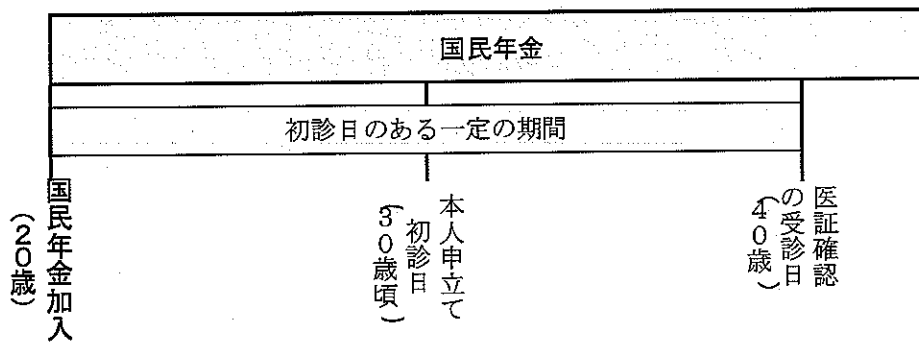 国民年金
初診日のある一定の期間
国民年金加入
（20歳）
本人申立て
初診日
（30歳頃）
医証確認
の受診日
（40歳）